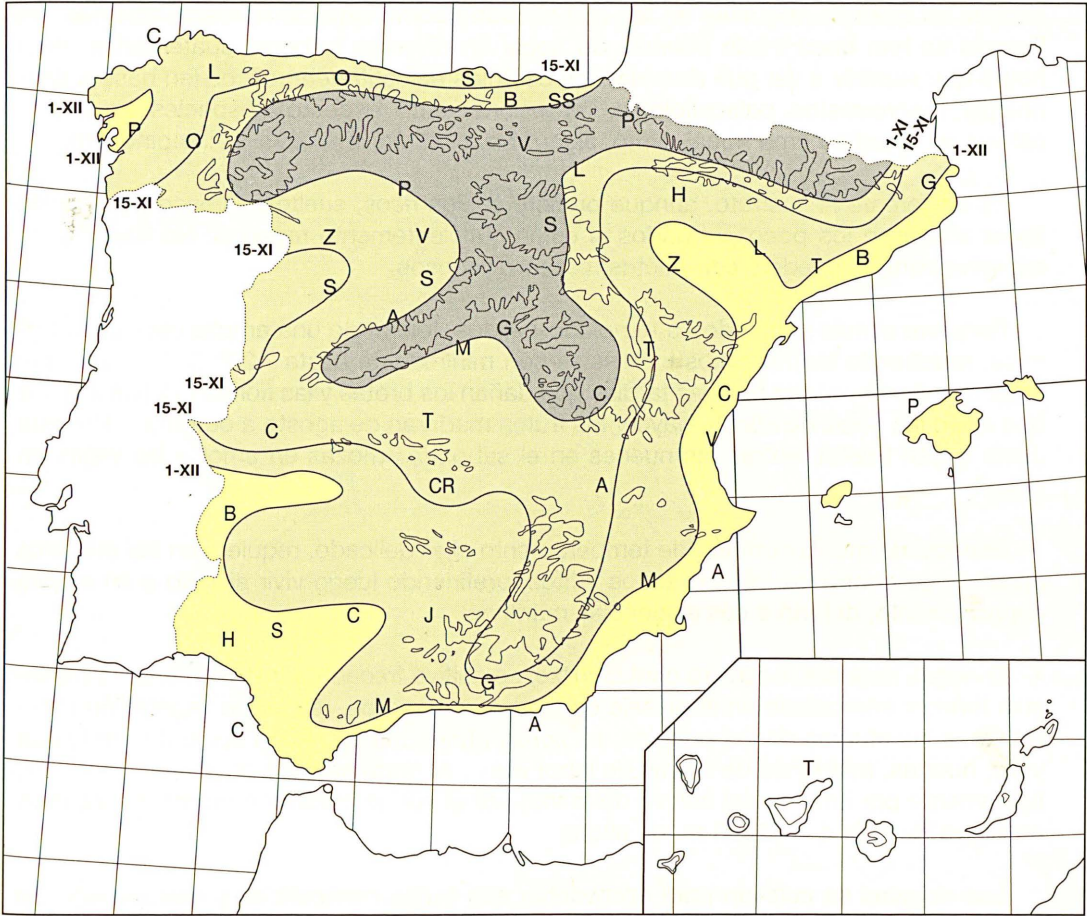 C
L O S 15-XI
1-XII B SS
P P 1-XI
15-XI
O V 1-XII
1-XII
L G
15-XI P H
S
Z V L B
15-XI Z T
S S
A G
M T
15-XI C C
15-XI P
C T V
1-XII
CR A
B
M A
J
S C
H
G
M
C A
T